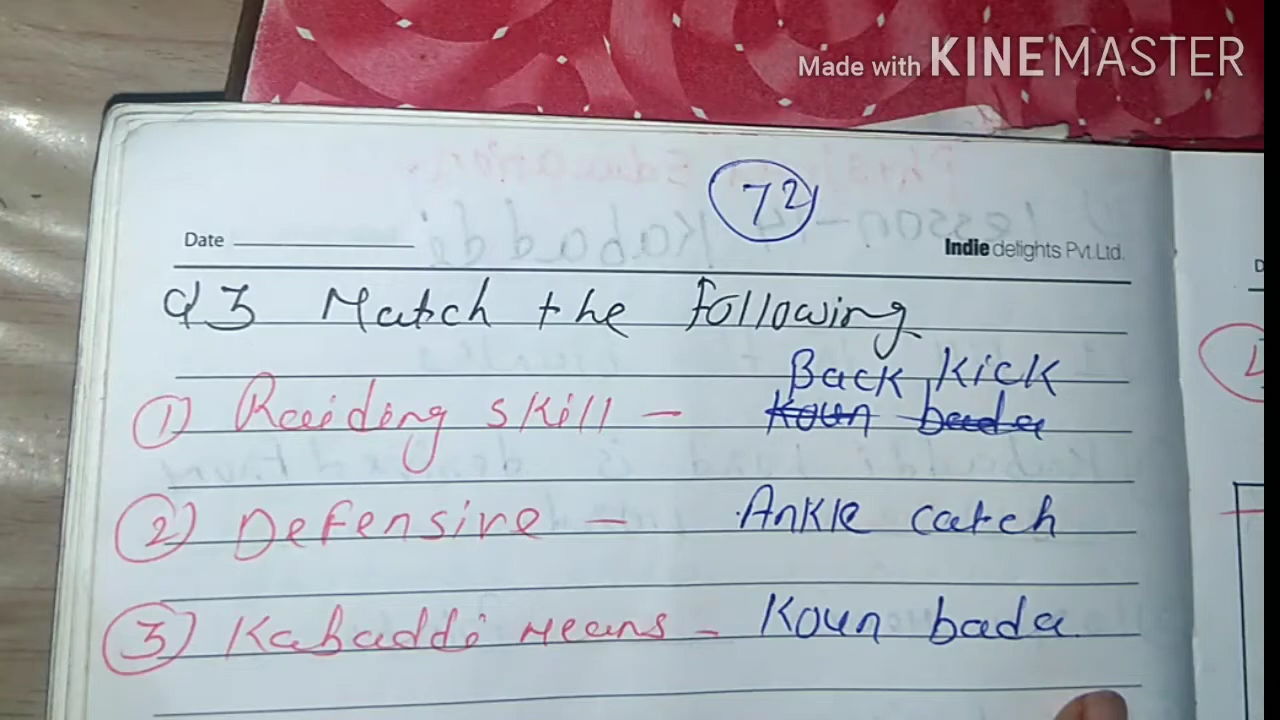 Made with KINEMASTER
72
Date
Indie delights Pvt.Ltd.
Q3 Match the Following
Back Kick
① Raiding skill - Koun bada
② Defensive - Ankle catch
③ Kabaddi Means - Koun bada